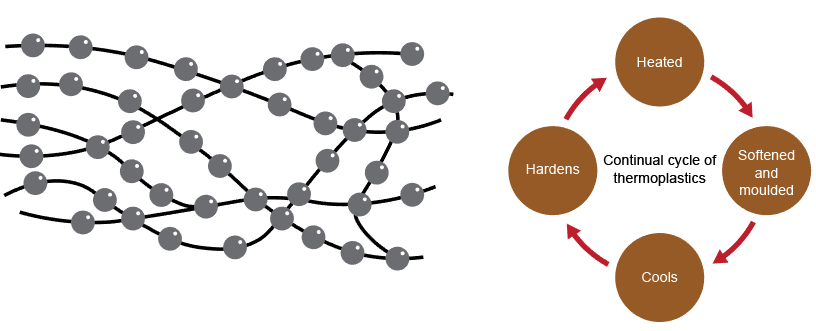 Heated
Continual cycle of
thermoplastics
Softened
and
moulded
Cools
Hardens